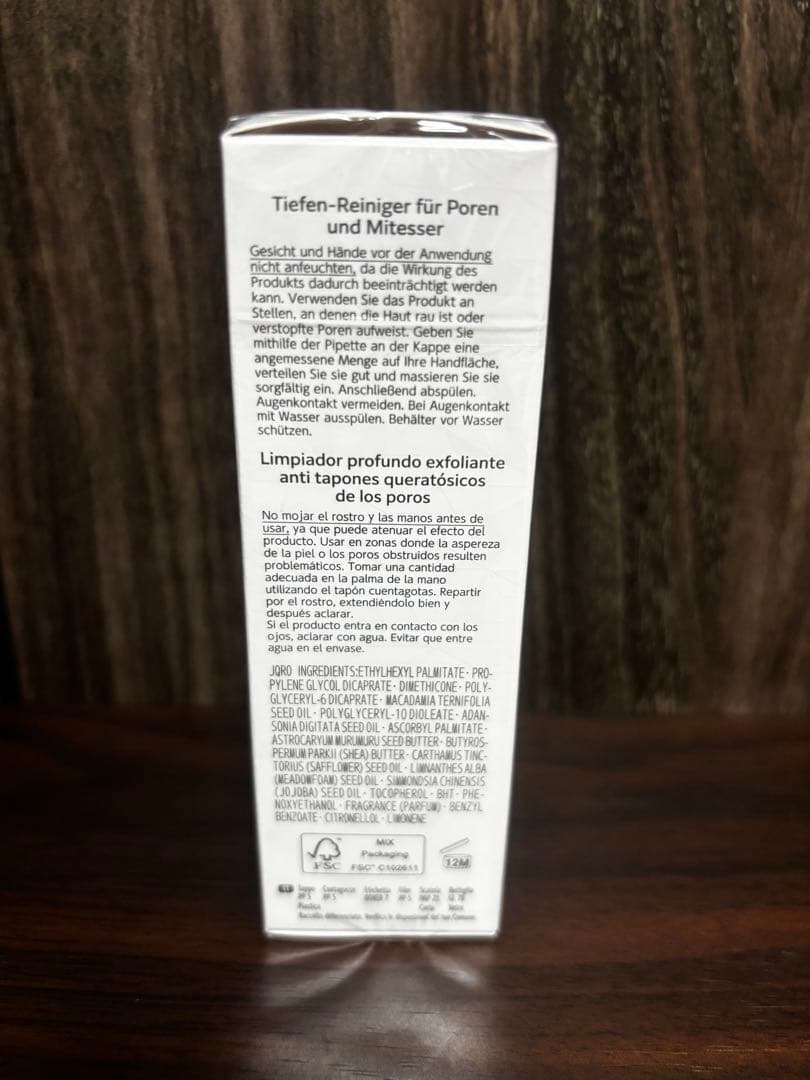 Tiefen-Reiniger für Poren
und Mitesser
Gesicht und Hände vor der Anwendung
nicht anfeuchten, da die Wirkung des
Produkts dadurch beeinträchtigt werden
kann. Verwenden Sie das Produkt an
Stellen, an denen die Haut rau ist oder
verstopfte Poren aufweist. Geben Sie
mithilfe der Pipette an der Kappe eine
angemessene Menge auf Ihre Handfläche,
verteilen Sie sie gut und massieren Sie sie
sorgfältig ein. Anschließend abspülen.
Augenkontakt vermeiden. Bei Augenkontakt
mit Wasser ausspülen. Behälter vor Wasser
schützen.
Limpiador profundo exfoliante
anti tapones queratósicos
de los poros
No mojar el rostro y las manos antes de
usar, ya que puede atenuar el efecto del
producto. Usar en zonas donde la aspereza
de la piel o los poros obstruidos resulten
problemáticos. Tomar una cantidad
adecuada en la palma de la mano
utilizando el tapón cuentagotas. Repartir
por el rostro, extendiéndolo bien y
después aclarar.
Si el producto entra en contacto con los
ojos, aclarar con agua. Evitar que entre
agua en el envase.
JQRO INGREDIENTS:ETHYLHEXYL PALMITATE · PRO-
PYLENE GLYCOL DICAPRATE · DIMETHICONE · POLY-
GLYCERYL-6 DICAPRATE · MACADAMIA TERNIFOLIA
SEED OIL · POLYGLYCERYL-10 DIOLEATE · ADAN-
SONIA DIGITATA SEED OIL · ASCORBYL PALMITATE ·
ASTROCARYUM MURUMURU SEED BUTTER · BUTYROS-
PERMUM PARKII (SHEA) BUTTER · CARTHAMUS TINC-
TORIUS (SAFFLOWER) SEED OIL · LIMNANTHES ALBA
(MEADOWFOAM) SEED OIL · SIMMONDSIA CHINENSIS
(JOJOBA) SEED OIL · TOCOPHEROL · BHT · PHE-
NOXYETHANOL · FRAGRANCE (PARFUM) · BENZYL
BENZOATE · CITRONELLOL · LIMONENE
FSC
MIX
Packaging
FSC™ C102611
12M
Plastica Carta Vetro